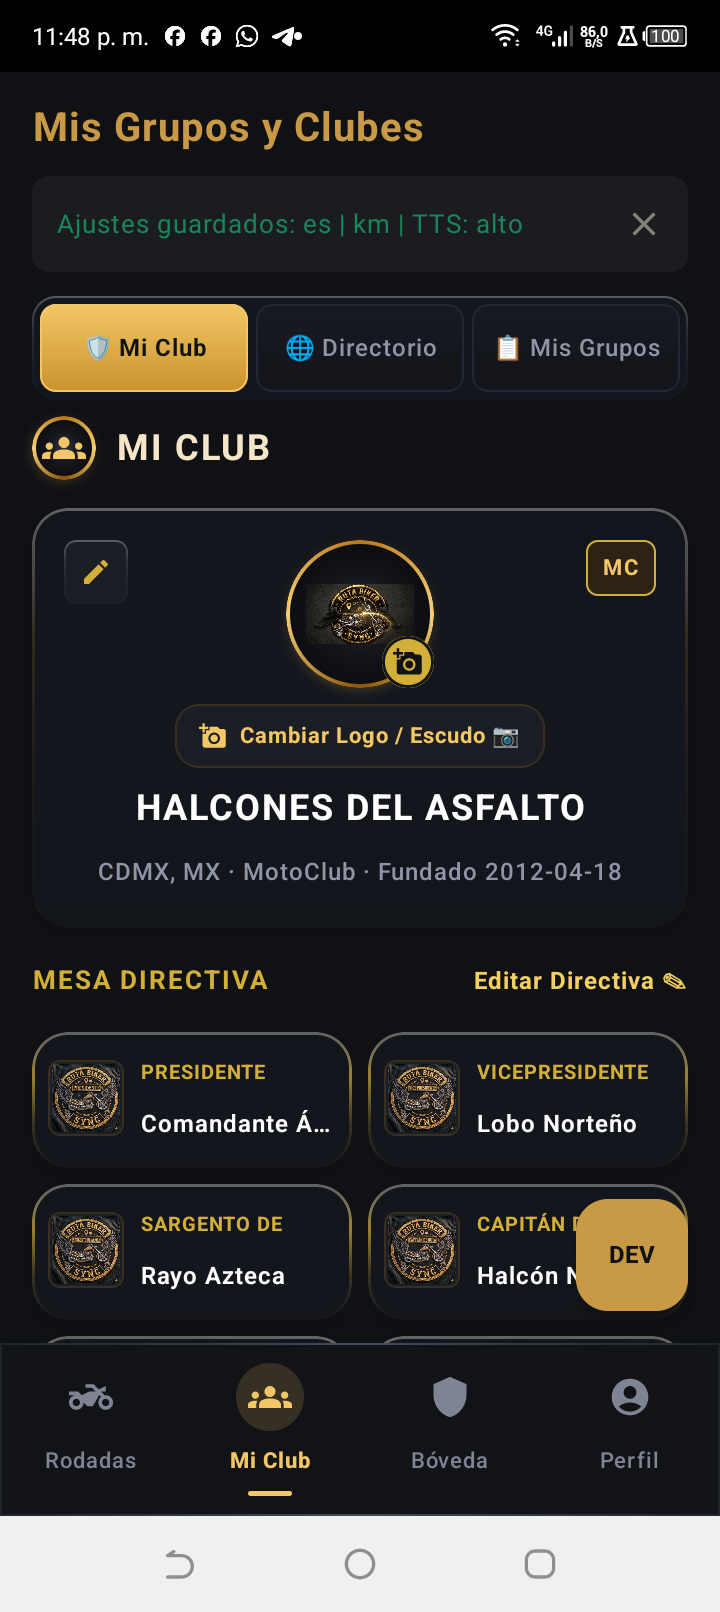 11:48 p. m.
4G
86,0
B/S
100
Mis Grupos y Clubes
Ajustes guardados: es | km | TTS: alto
Mi Club
Directorio
Mis Grupos
MI CLUB
MC
RUTA BIKER
SYNC
Cambiar Logo / Escudo
HALCONES DEL ASFALTO
CDMX, MX · MotoClub · Fundado 2012-04-18
MESA DIRECTIVA
Editar Directiva
PRESIDENTE
Comandante Á...
VICEPRESIDENTE
Lobo Norteño
SARGENTO DE
Rayo Azteca
CAPITÁN
Halcón
DEV
Rodadas
Mi Club
Bóveda
Perfil